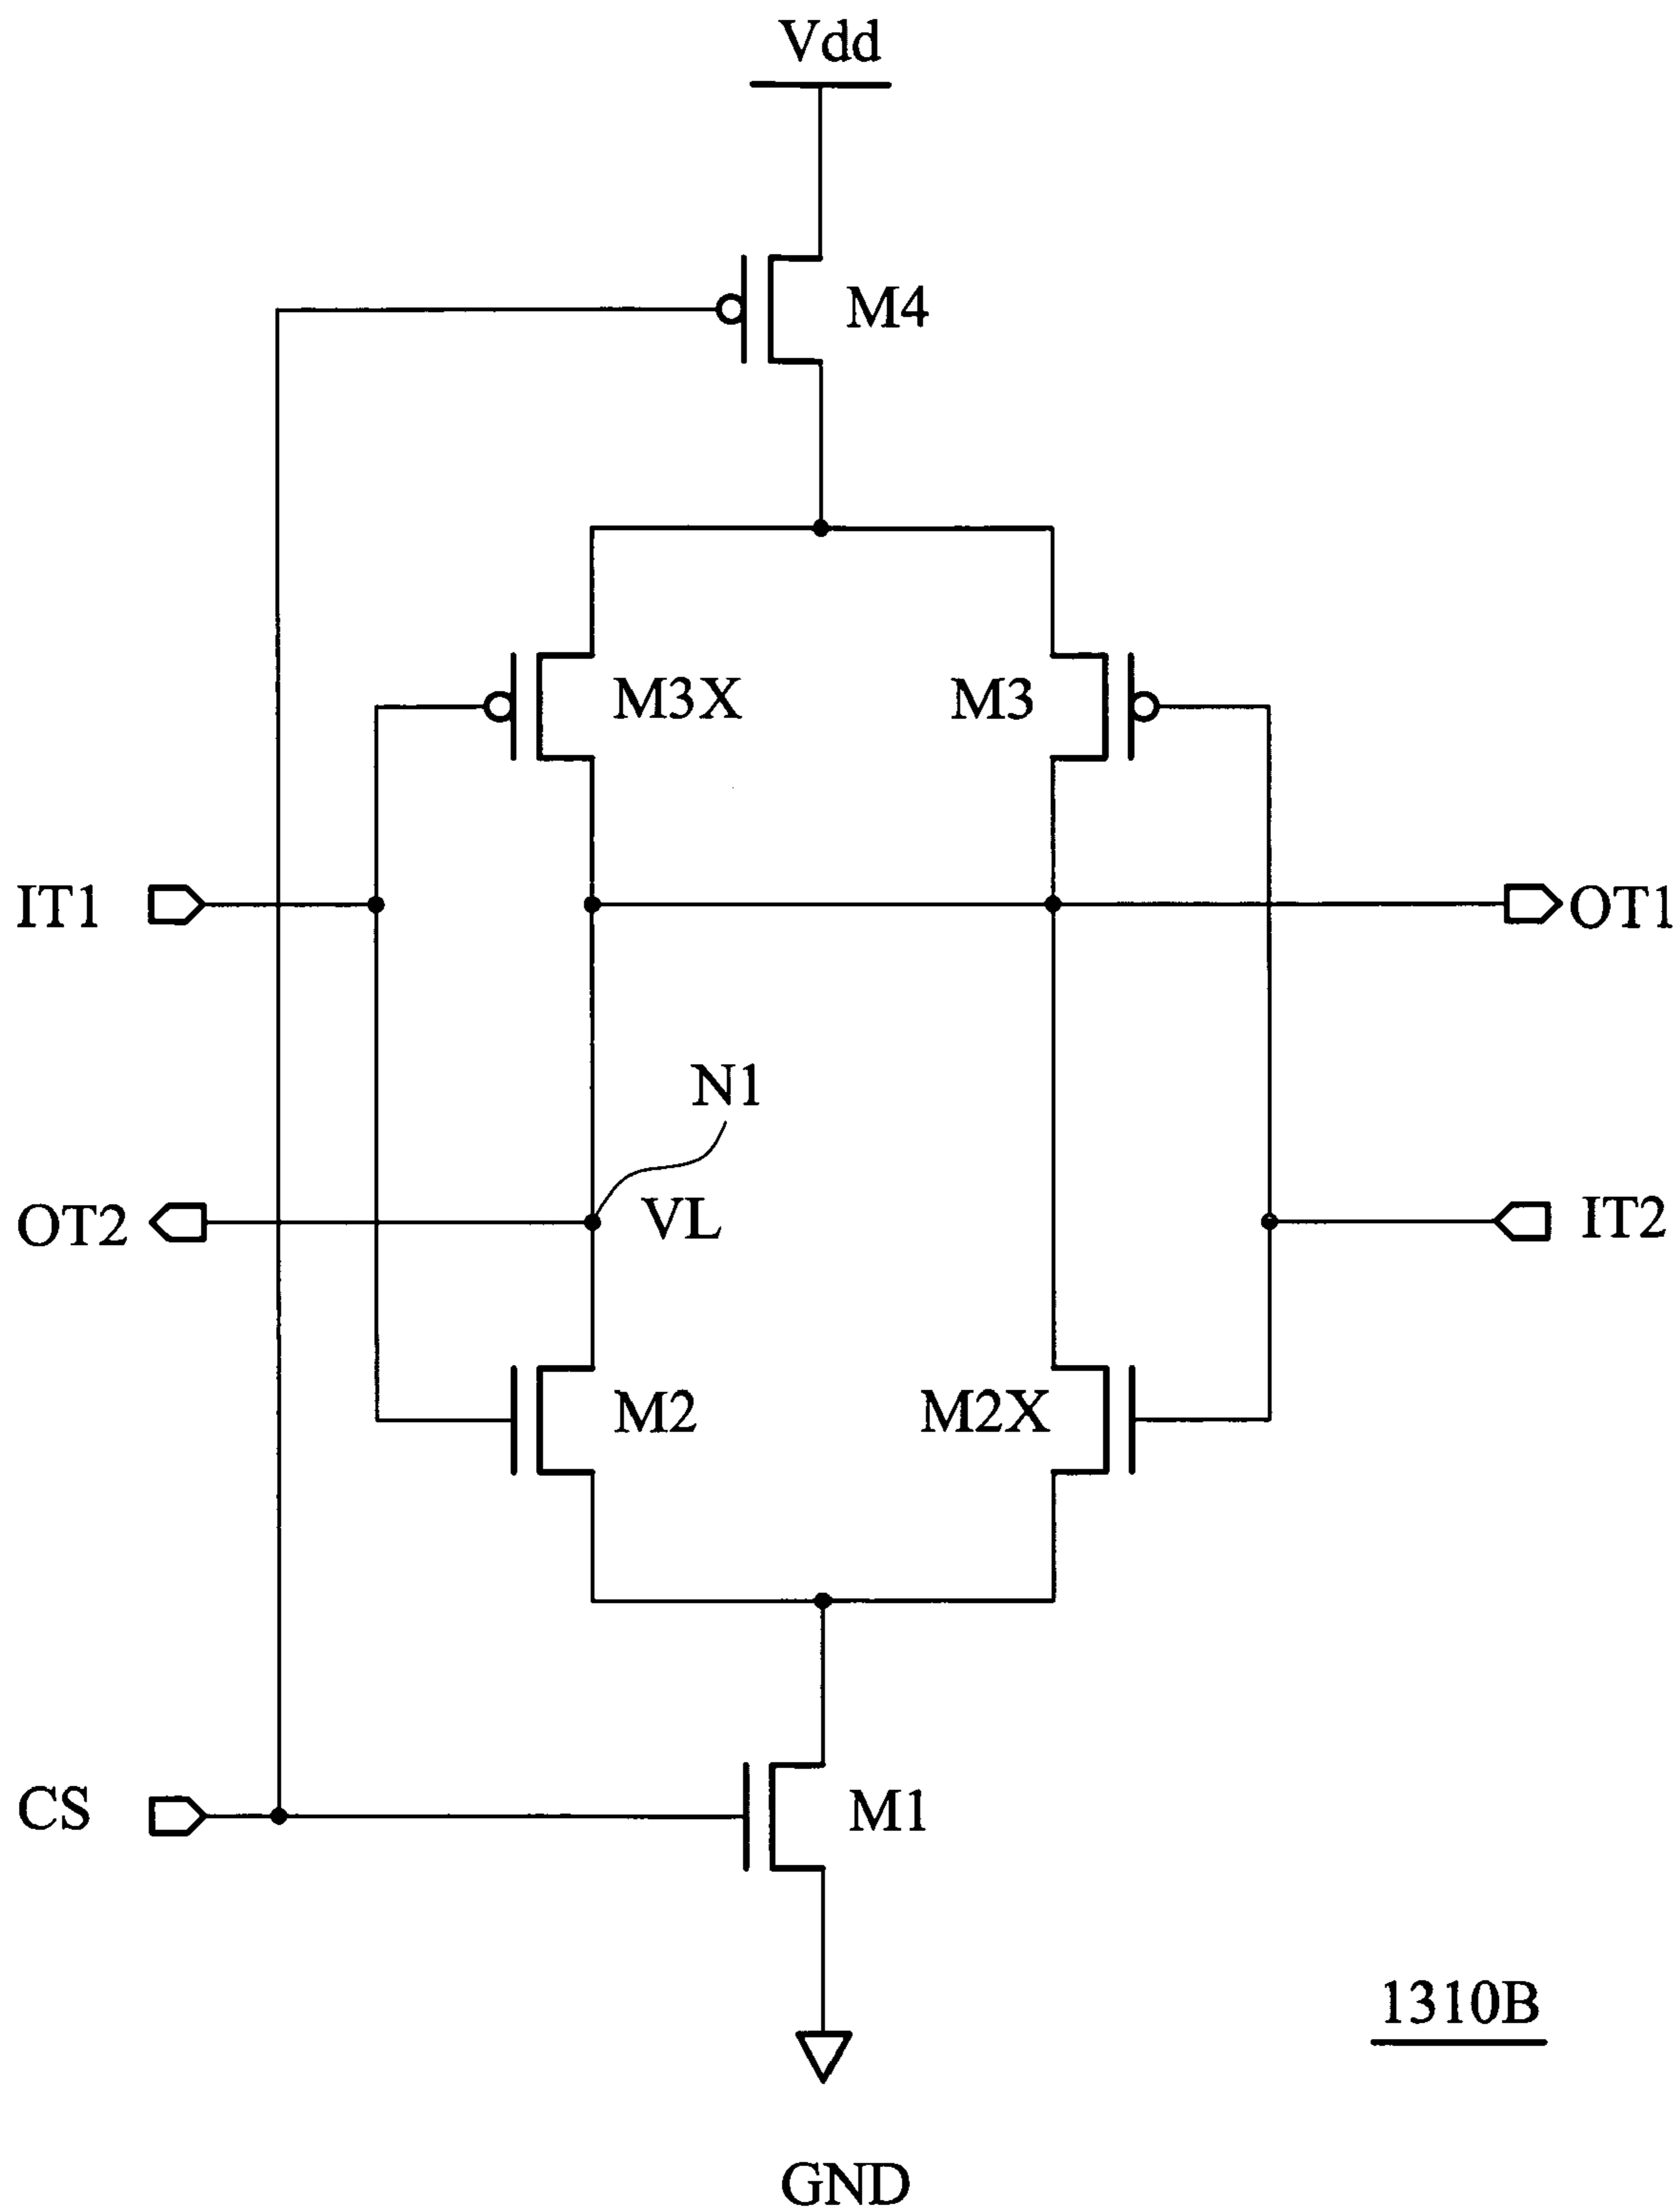 Vdd
M4
M3X
M3
IT1
OT1
N1
OT2
VL
IT2
M2
M2X
CS
M1
1310B
GND